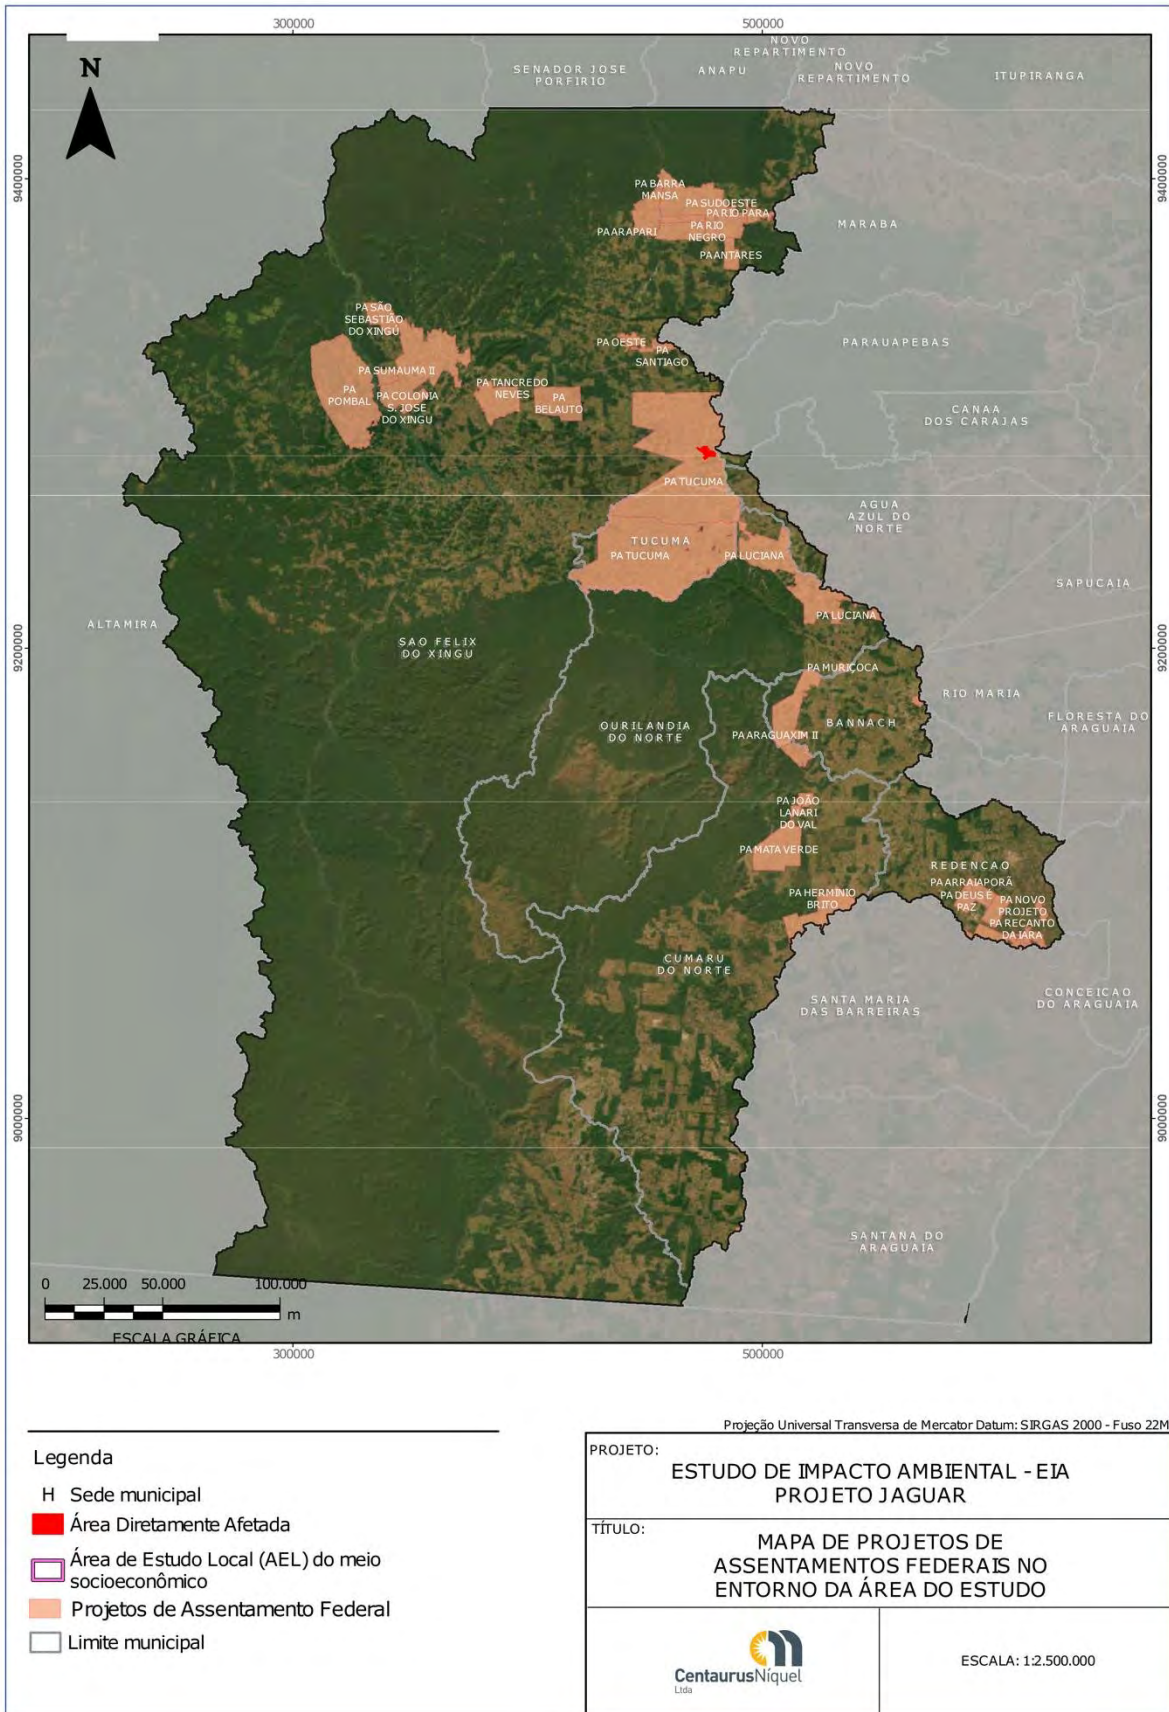 300000
500000
N
NOVO
REPARTIMENTO
SENADOR JOSE
PORFIRIO
ANAPU
NOVO
REPARTIMENTO
ITUPIRANGA
9400000
9400000
PA BARRA
MANSA
PA SUDOESTE
PA RIO PARA
PA ARAPARI
PA RIO
NEGRO
MARABA
PA ANTARES
PA SÃO
SEBASTIÃO
DO XINGÚ
PA OESTE
PA
SANTIAGO
PARAUAPEBAS
PA SUMAUMA II
PA
POMBAL
PA COLONIA
S. JOSE
DO XINGU
PA TANCREDO
NEVES
PA
BELAUTO
CANAA
DOS CARAJAS
PA TUCUMA
AGUA
AZUL DO
NORTE
TUCUMA
PA TUCUMA
PA LUCIANA
SAPUCAIA
PA LUCIANA
ALTAMIRA
SAO FELIX
DO XINGU
9200000
9200000
PA MURIÇOCA
RIO MARIA
OURILANDIA
DO NORTE
BANNACH
FLORESTA DO
ARAGUAIA
PA ARAGUAXIM II
PA JOÃO
LANARI
DO VAL
PA MATA VERDE
REDENCAO
PA ARRAIAPORÃ
PA DEUS É
PAZ
PA NOVO
PROJETO
PA RECANTO
DA IARA
PA HERMINIO
BRITO
CUMARU
DO NORTE
SANTA MARIA
DAS BARREIRAS
CONCEICAO
DO ARAGUAIA
9000000
9000000
SANTANA DO
ARAGUAIA
0 25.000 50.000 100.000
m
ESCALA GRÁFICA
300000
500000
Projeção Universal Transversa de Mercator Datum: SIRGAS 2000 - Fuso 22M
Legenda
H Sede municipal
Área Diretamente Afetada
Área de Estudo Local (AEL) do meio
socioeconômico
Projetos de Assentamento Federal
Limite municipal
PROJETO:
ESTUDO DE IMPACTO AMBIENTAL - EIA
PROJETO JAGUAR
TÍTULO:
MAPA DE PROJETOS DE
ASSENTAMENTOS FEDERAIS NO
ENTORNO DA ÁREA DO ESTUDO
CentaurusNíquel
Ltda
ESCALA: 1:2.500.000